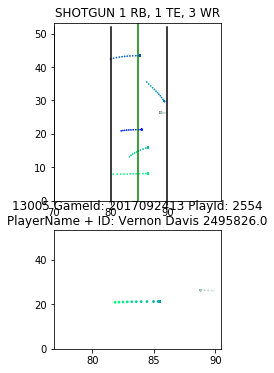 SHOTGUN 1 RB, 1 TE, 3 WR
50
40
30
20
10
0
70 80 90
13005 GameId: 2017092413 PlayId: 2554
PlayerName + ID: Vernon Davis 2495826.0
40
20
0
80 85 90